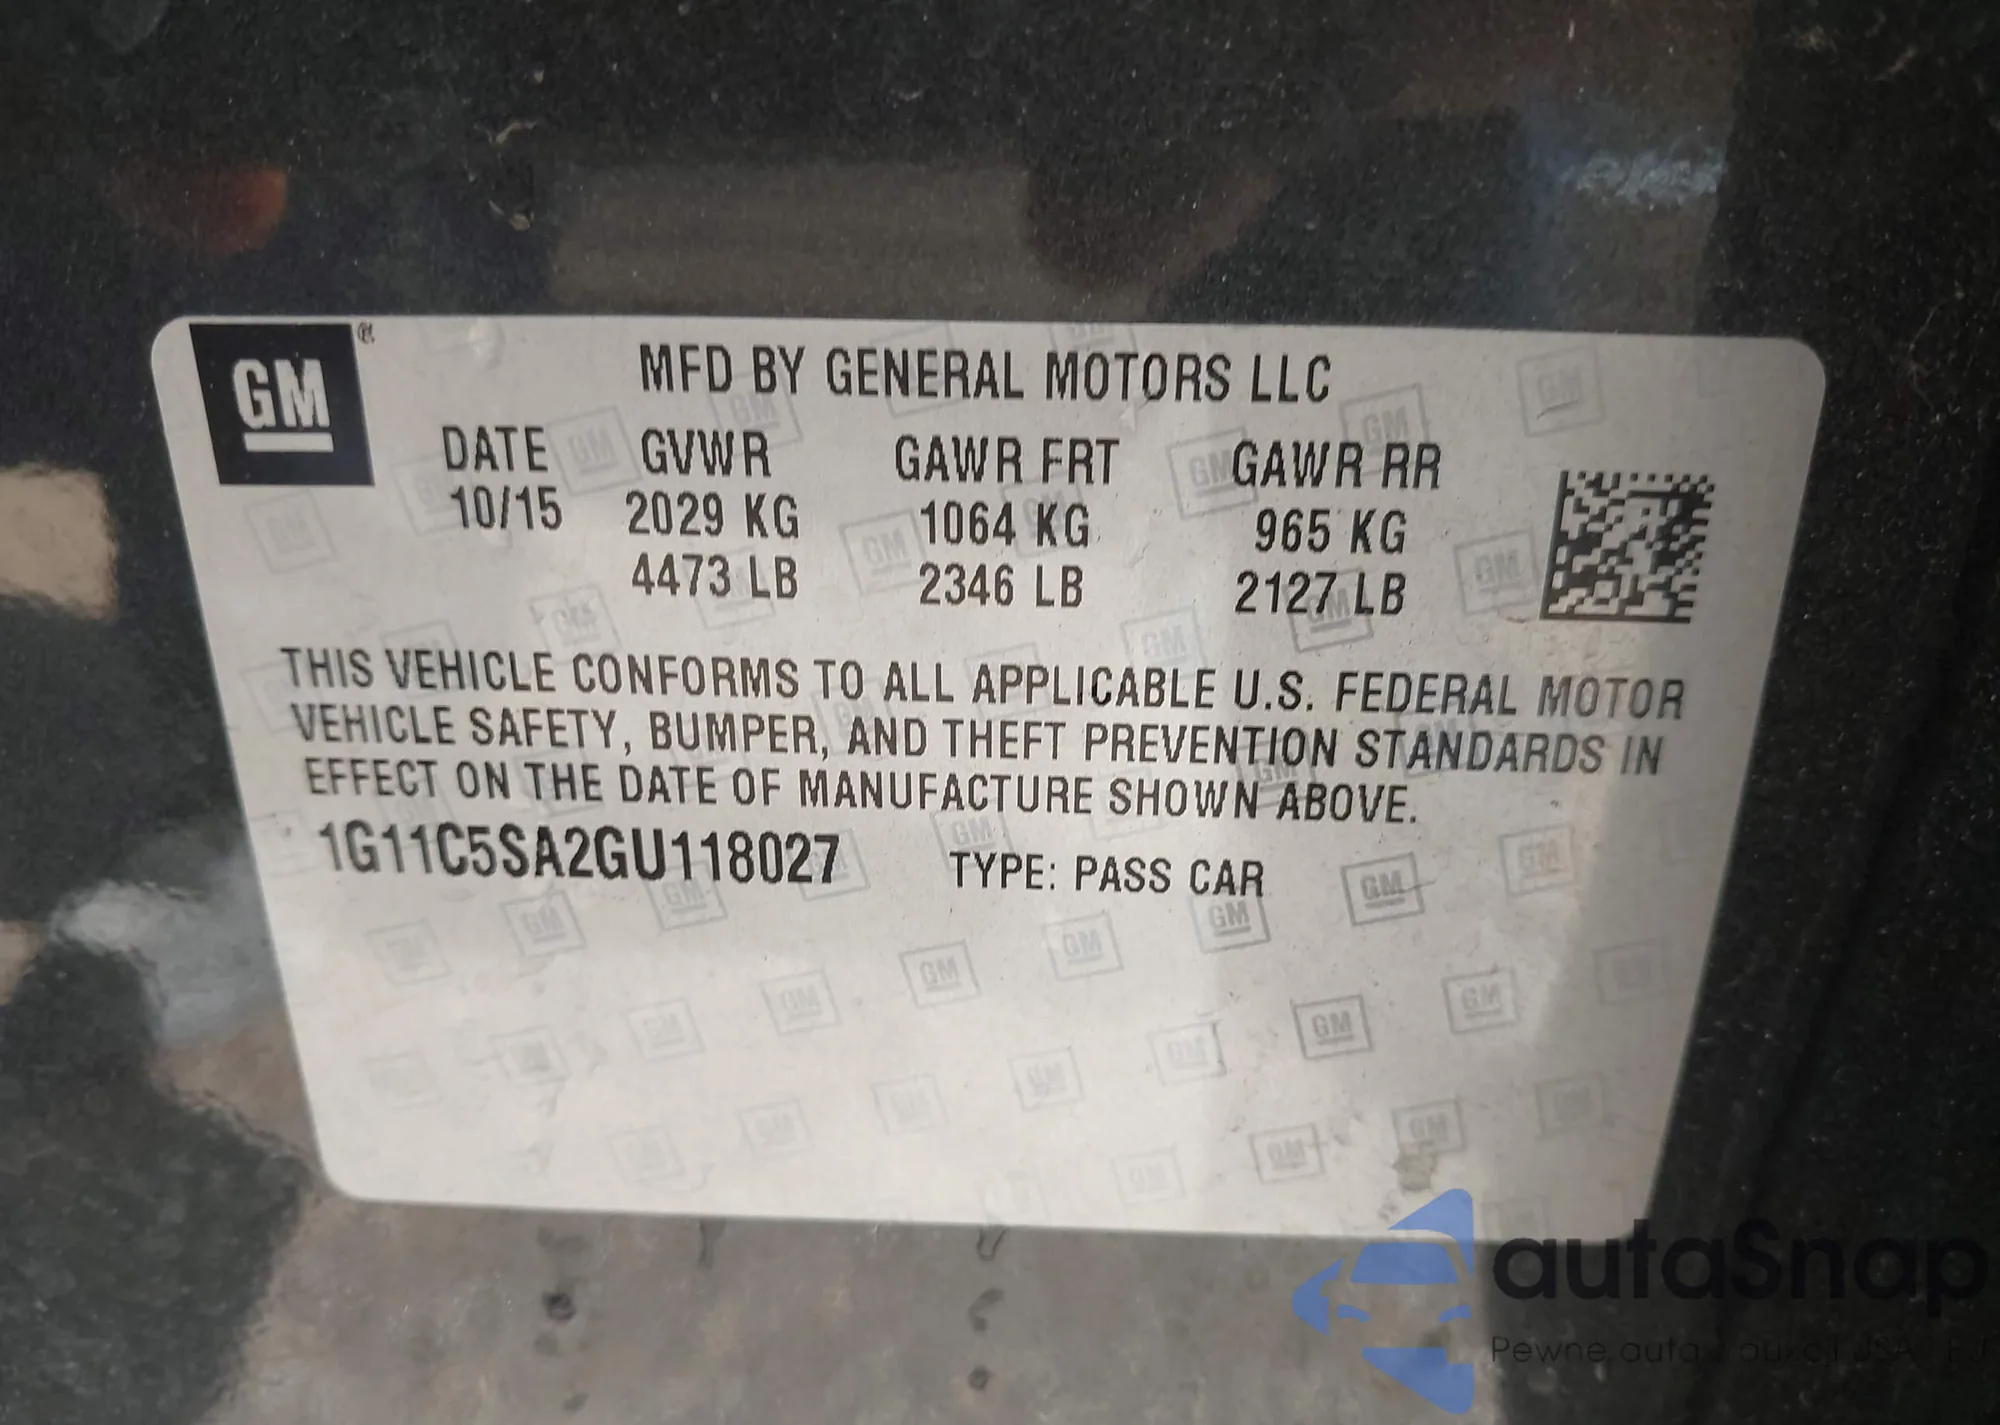 GM ®
MFD BY GENERAL MOTORS LLC
DATE GVWR GAWR FRT GAWR RR
10/15 2029 KG 1064 KG 965 KG
4473 LB 2346 LB 2127 LB
THIS VEHICLE CONFORMS TO ALL APPLICABLE U.S. FEDERAL MOTOR
VEHICLE SAFETY, BUMPER, AND THEFT PREVENTION STANDARDS IN
EFFECT ON THE DATE OF MANUFACTURE SHOWN ABOVE.
1G11C5SA2GU118027 TYPE: PASS CAR
autaSnap
Pewne auta